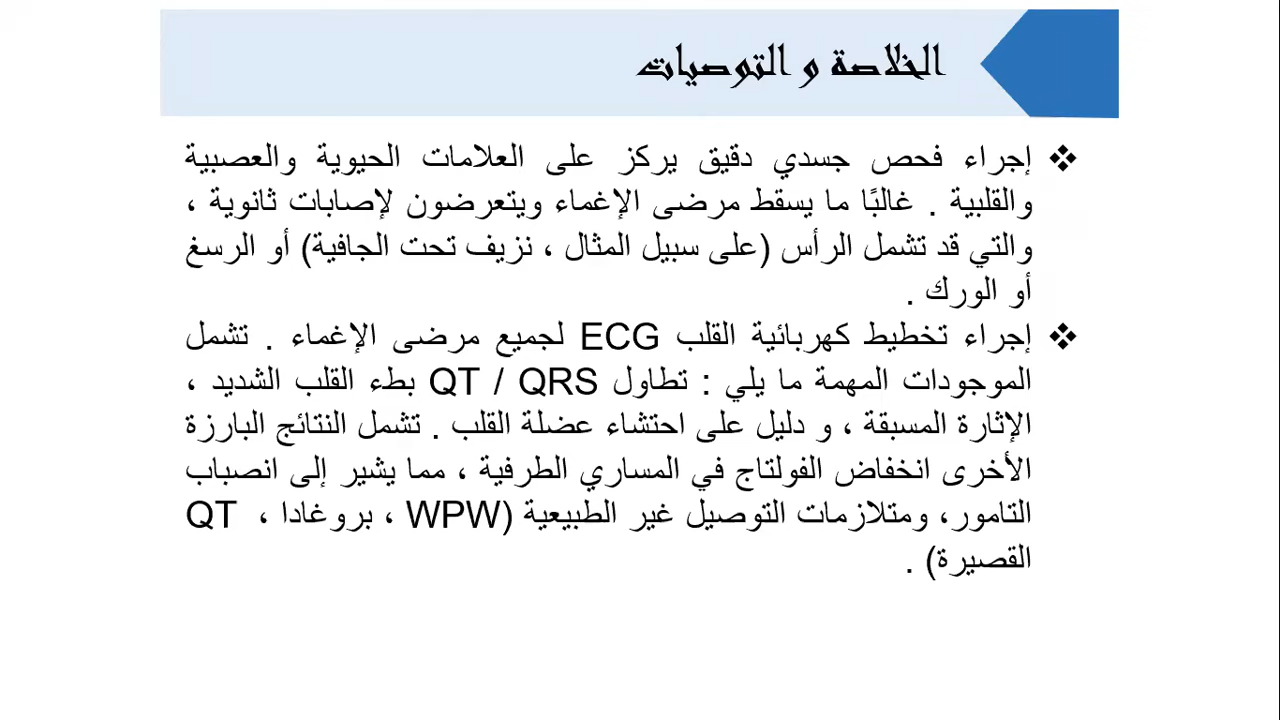 الخلاصة و التوصيات
❖ إجراء فحص جسدي دقيق يركز على العلامات الحيوية والعصبية
والقلبية . غالبًا ما يسقط مرضى الإغماء ويتعرضون لإصابات ثانوية ،
والتي قد تشمل الرأس (على سبيل المثال ، نزيف تحت الجافية) أو الرسغ
أو الورك .
❖ إجراء تخطيط كهربائية القلب ECG لجميع مرضى الإغماء . تشمل
الموجودات المهمة ما يلي : تطاول QT / QRS بطء القلب الشديد ،
الإثارة المسبقة ، و دليل على احتشاء عضلة القلب . تشمل النتائج البارزة
الأخرى انخفاض الفولتاج في المساري الطرفية ، مما يشير إلى انصباب
التامور، ومتلازمات التوصيل غير الطبيعية (WPW ، بروغادا ، QT
القصيرة) .